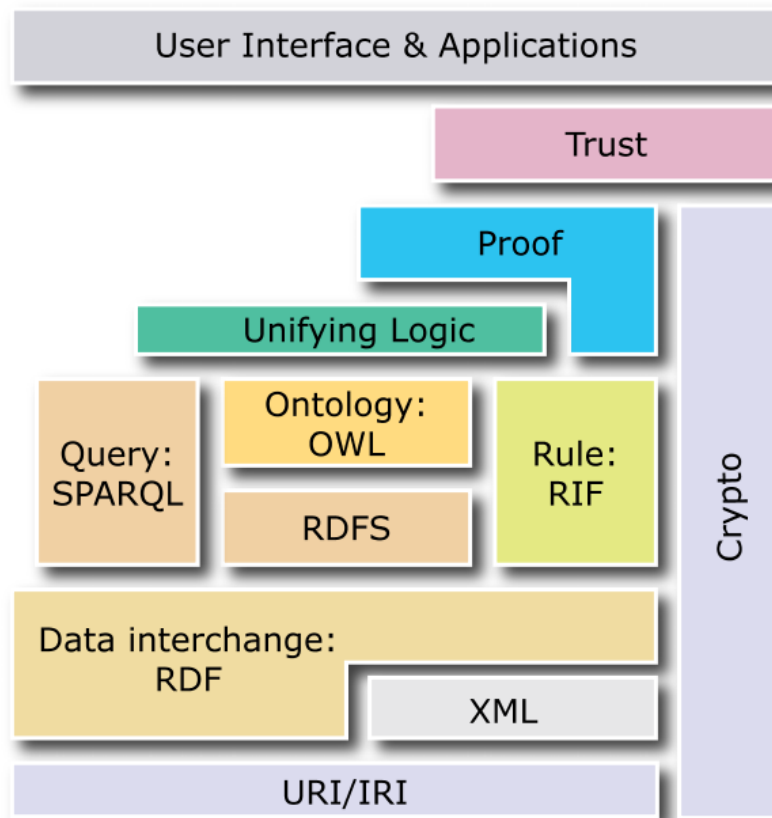 User Interface & Applications
Trust
Proof
Unifying Logic
Query:
SPARQL
Ontology:
OWL
RDFS
Rule:
RIF
Crypto
Data interchange:
RDF
XML
URI/IRI